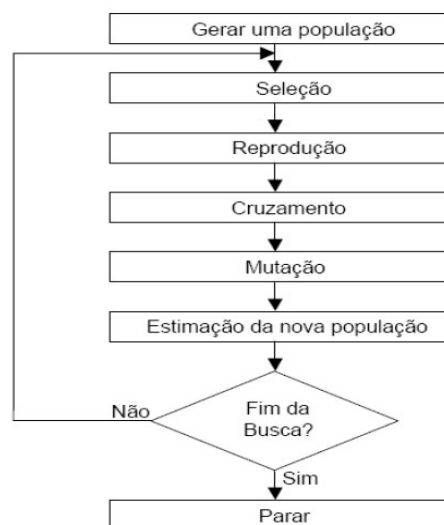 Gerar uma população
Seleção
Reprodução
Cruzamento
Mutação
Estimação da nova população
Não
Fim da
Busca?
Sim
Parar